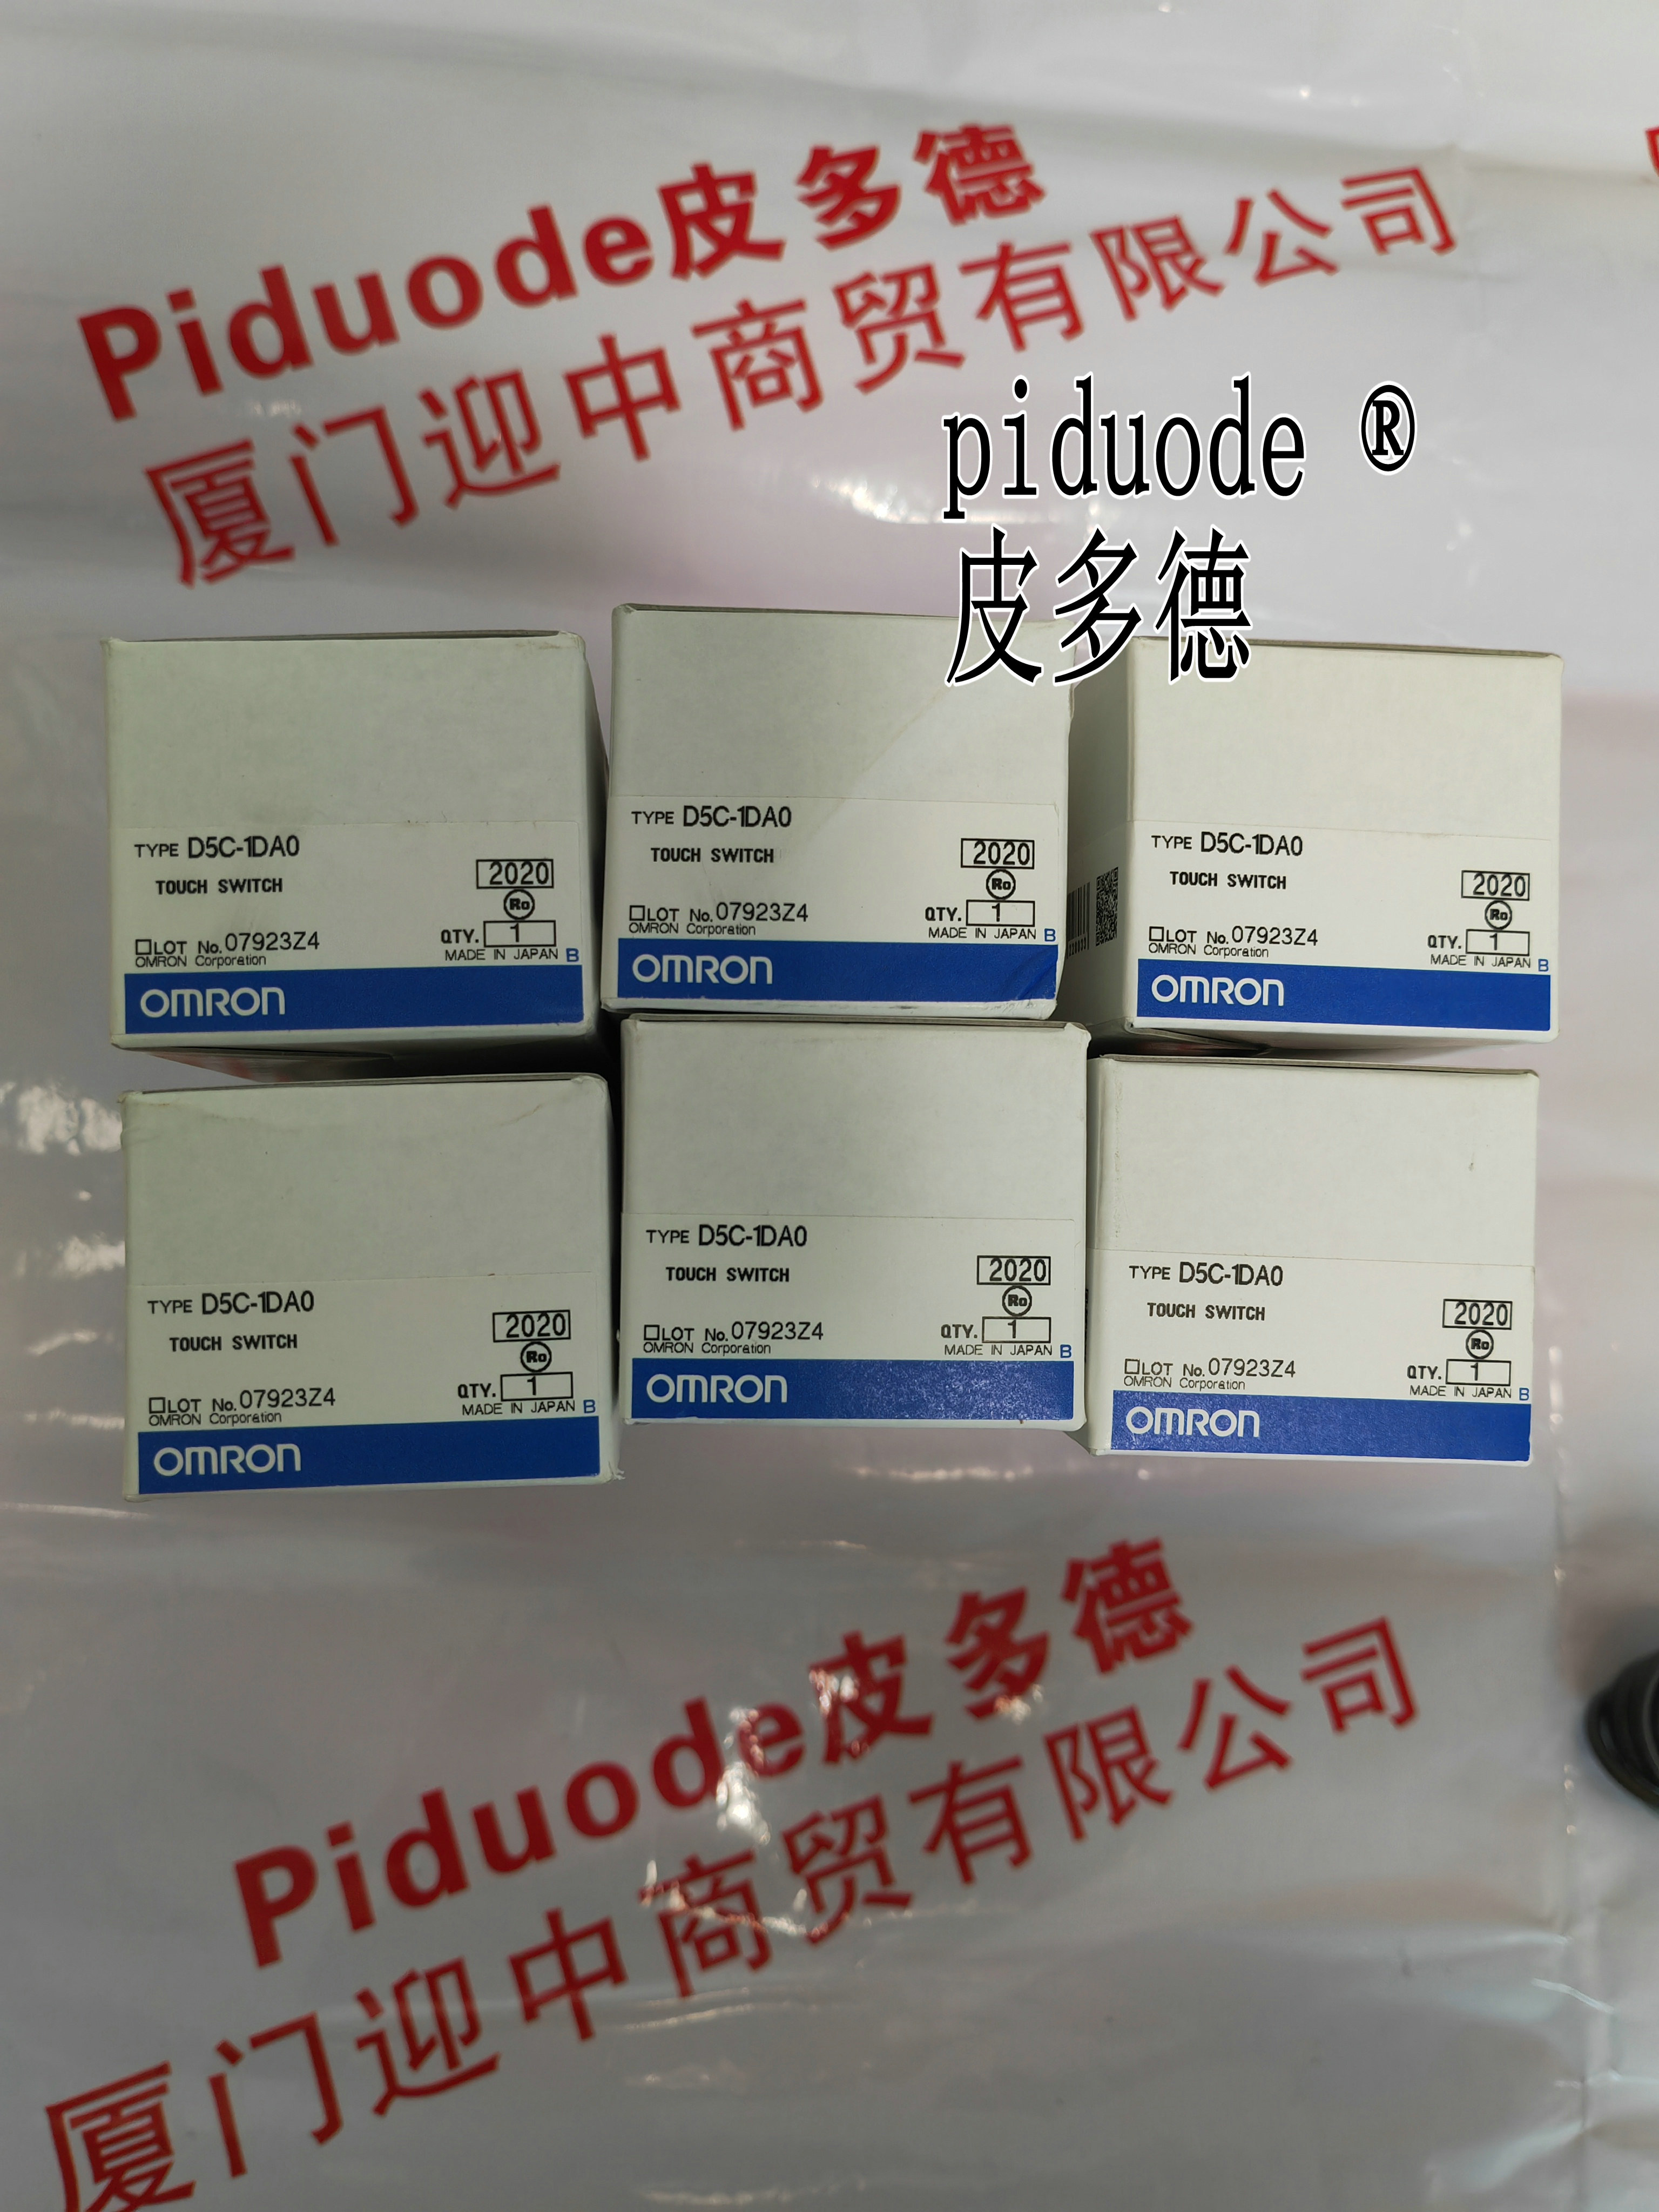 Piduode皮多德
厦门迎中商贸有限公司
piduode ®
皮多德
TYPE D5C-1DA0
TOUCH SWITCH
2020
Ro
LOT No. 07923Z4
QTY. 1
OMRON Corporation
MADE IN JAPAN B
OMRON
TYPE D5C-1DA0
TOUCH SWITCH
2020
Ro
LOT No. 07923Z4
QTY. 1
OMRON Corporation
MADE IN JAPAN B
OMRON
TYPE D5C-1DA0
TOUCH SWITCH
2020
Ro
LOT No. 07923Z4
QTY. 1
OMRON Corporation
MADE IN JAPAN B
OMRON
TYPE D5C-1DA0
TOUCH SWITCH
2020
Ro
LOT No. 07923Z4
QTY. 1
OMRON Corporation
MADE IN JAPAN B
OMRON
TYPE D5C-1DA0
TOUCH SWITCH
2020
Ro
LOT No. 07923Z4
QTY. 1
OMRON Corporation
MADE IN JAPAN B
OMRON
TYPE D5C-1DA0
TOUCH SWITCH
2020
Ro
LOT No. 07923Z4
QTY. 1
OMRON Corporation
MADE IN JAPAN B
OMRON
Piduode皮多德
厦门迎中商贸有限公司